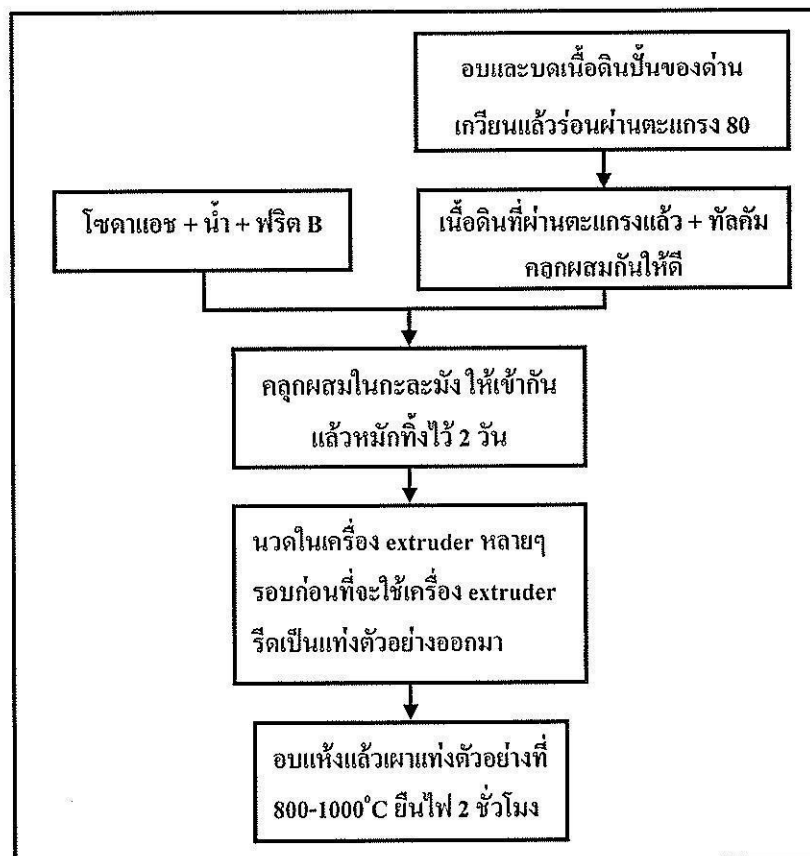 อบและบดเนื้อดินปั้นของด่าน
เกวียนแล้วร่อนผ่านตะแกรง 80
โซดาแอช + น้ำ + ฟริต B
เนื้อดินที่ผ่านตะแกรงแล้ว + ทัลคัม
คลุกผสมกันให้ดี
คลุกผสมในกะละมัง ให้เข้ากัน
แล้วหมักทิ้งไว้ 2 วัน
นวดในเครื่อง extruder หลายๆ
รอบก่อนที่จะใช้เครื่อง extruder
รีดเป็นแท่งตัวอย่างออกมา
อบแห้งแล้วเผาแท่งตัวอย่างที่
800-1000°C ยืนไฟ 2 ชั่วโมง